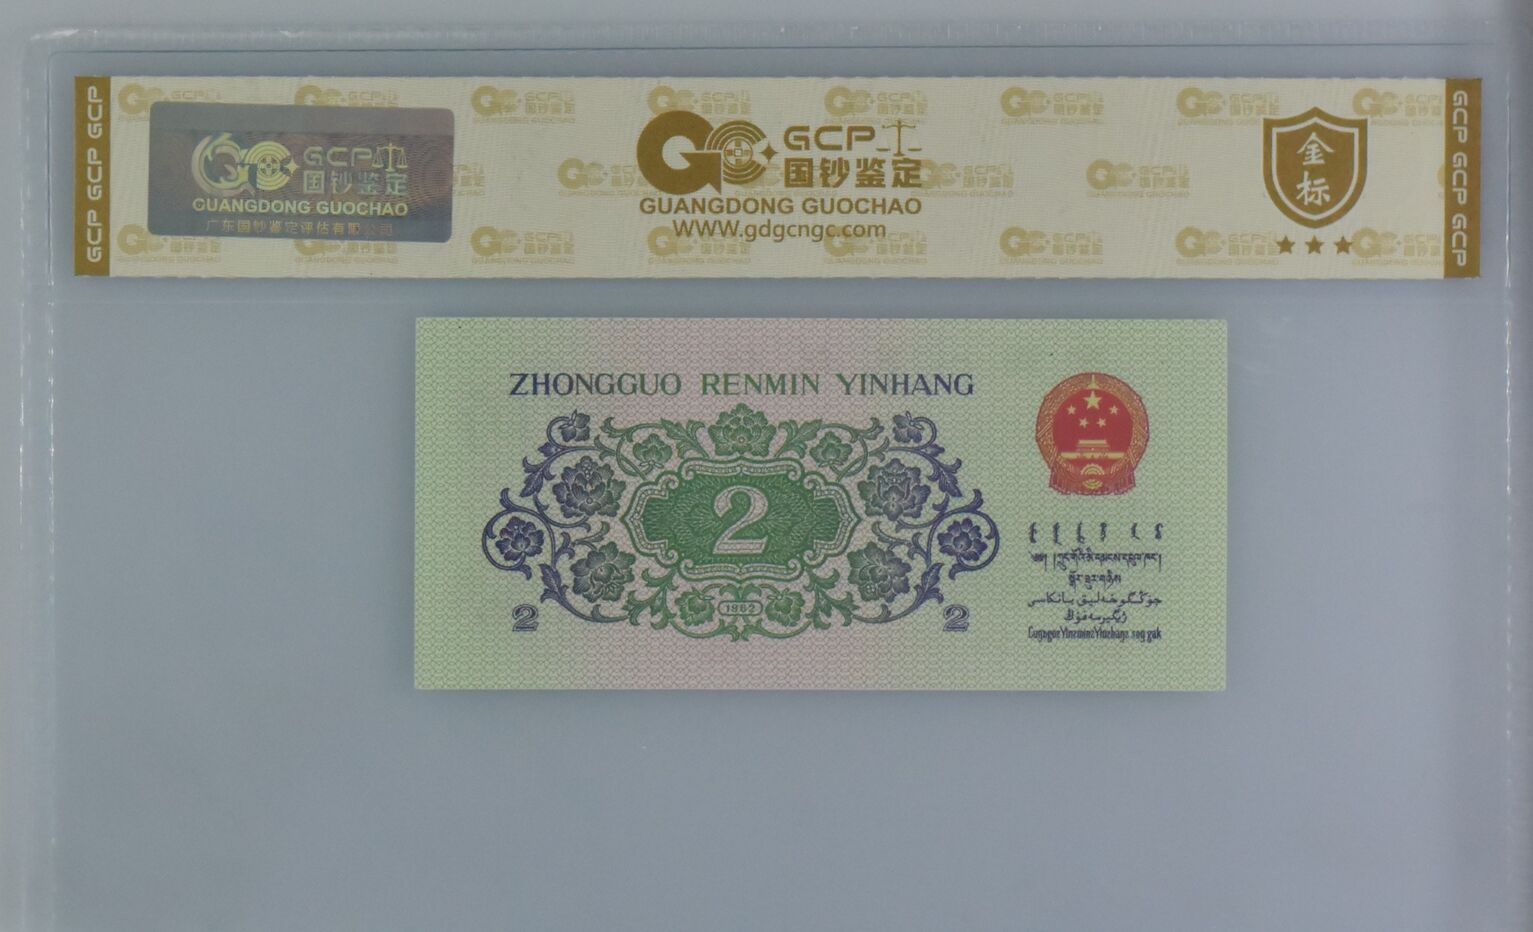 GCP
国钞鉴定
GUANGDONG GUOCHAO
广东国钞鉴定评估有限公司
GCP
国钞鉴定
GUANGDONG GUOCHAO
WWW.gdgcngc.com
金标
GCP GCP GCP
GCP GCP GCP
ZHONGGUO RENMIN YINHANG
2
1962
2
2